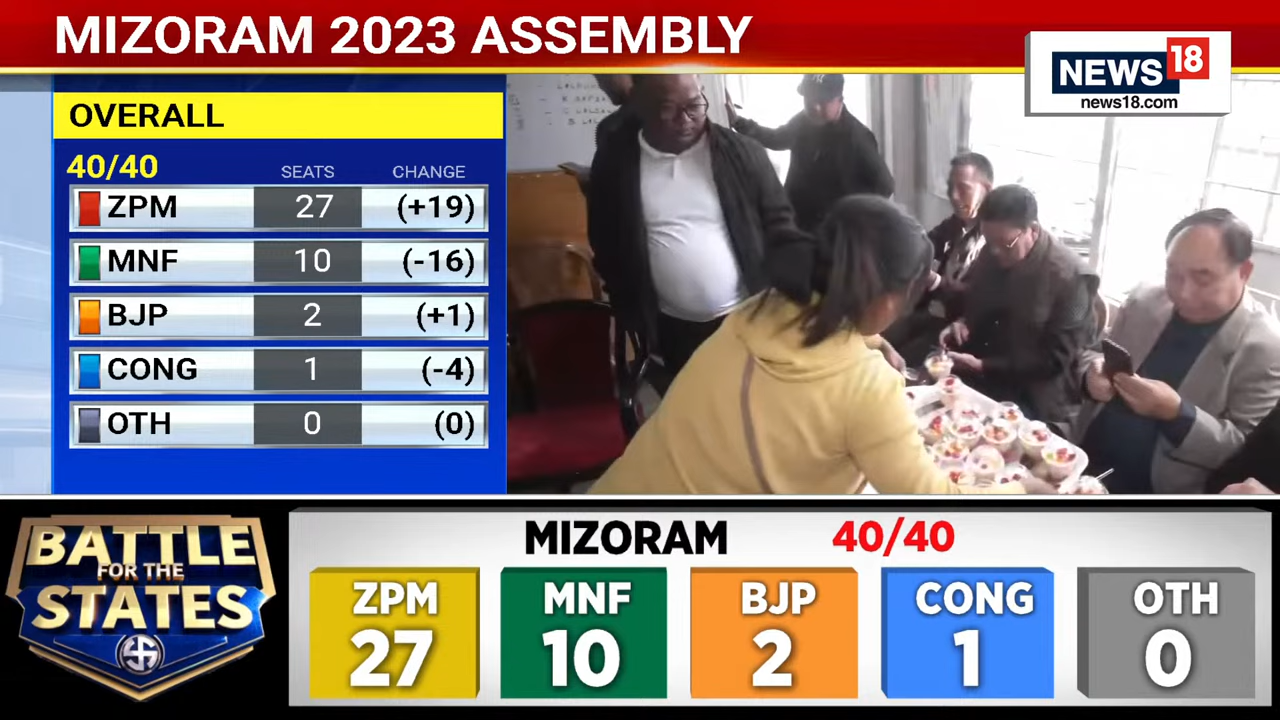 MIZORAM 2023 ASSEMBLY
NEWS 18
news18.com
OVERALL
40/40 SEATS CHANGE
ZPM 27 (+19)
MNF 10 (-16)
BJP 2 (+1)
CONG 1 (-4)
OTH 0 (0)
BATTLE
FOR THE
STATES
MIZORAM 40/40
ZPM MNF BJP CONG OTH
27 10 2 1 0